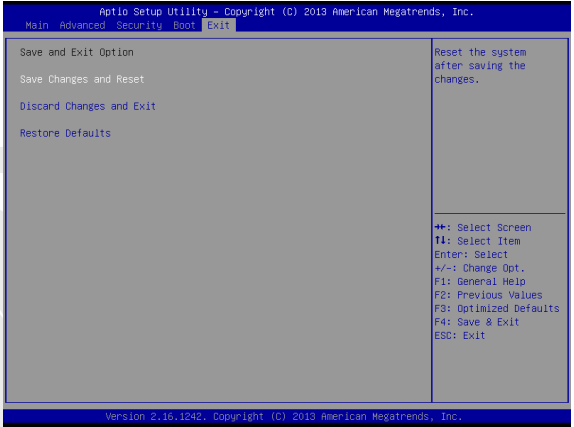 Aptio Setup Utility – Copyright (C) 2013 American Megatrends, Inc.
Main Advanced Security Boot Exit
Save and Exit Option
Save Changes and Reset
Discard Changes and Exit
Restore Defaults
Reset the system
after saving the
changes.
→←: Select Screen
↑↓: Select Item
Enter: Select
+/-: Change Opt.
F1: General Help
F2: Previous Values
F3: Optimized Defaults
F4: Save & Exit
ESC: Exit
Version 2.16.1242. Copyright (C) 2013 American Megatrends, Inc.